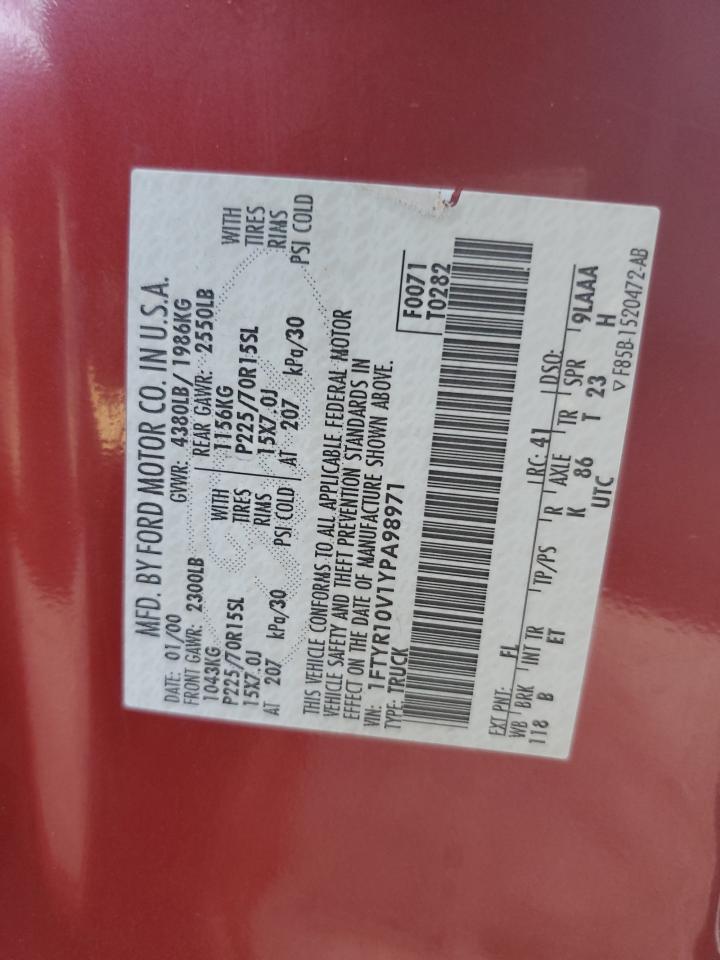 MFD. BY FORD MOTOR CO. IN U.S.A.
DATE: 01/00 GVWR: 4380LB/ 1986KG
FRONT GAWR: 2300LB REAR GAWR: 2550LB
1043KG WITH 1156KG WITH
P225/70R15SL TIRES P225/70R15SL TIRES
15X7.0J RIMS 15X7.0J RIMS
AT 207 kPa/30 PSI COLD AT 207 kPa/30 PSI COLD
THIS VEHICLE CONFORMS TO ALL APPLICABLE FEDERAL MOTOR
VEHICLE SAFETY AND THEFT PREVENTION STANDARDS IN
EFFECT ON THE DATE OF MANUFACTURE SHOWN ABOVE.
VIN: 1FTYR10V1YPA98971 F0071
TYPE: TRUCK T0282
EXT PNT: FL RC: 41 DSO:
WB BRK INT TR TP/PS R AXLE TR SPR 9LAAA
118 B ET K 86 T 23 H
UTC
▽ F85B-1520472-AB